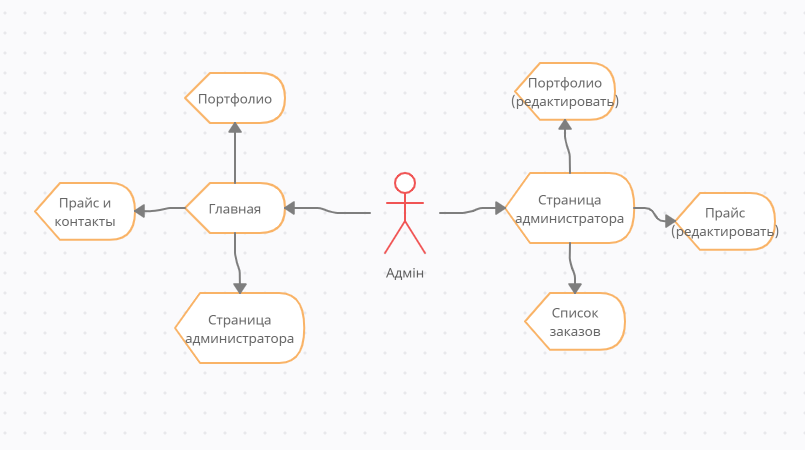 Портфолио
Портфолио
(редактировать)
Прайс и
контакты
Главная
Адмін
Страница
администратора
Прайс
(редактировать)
Страница
администратора
Список
заказов